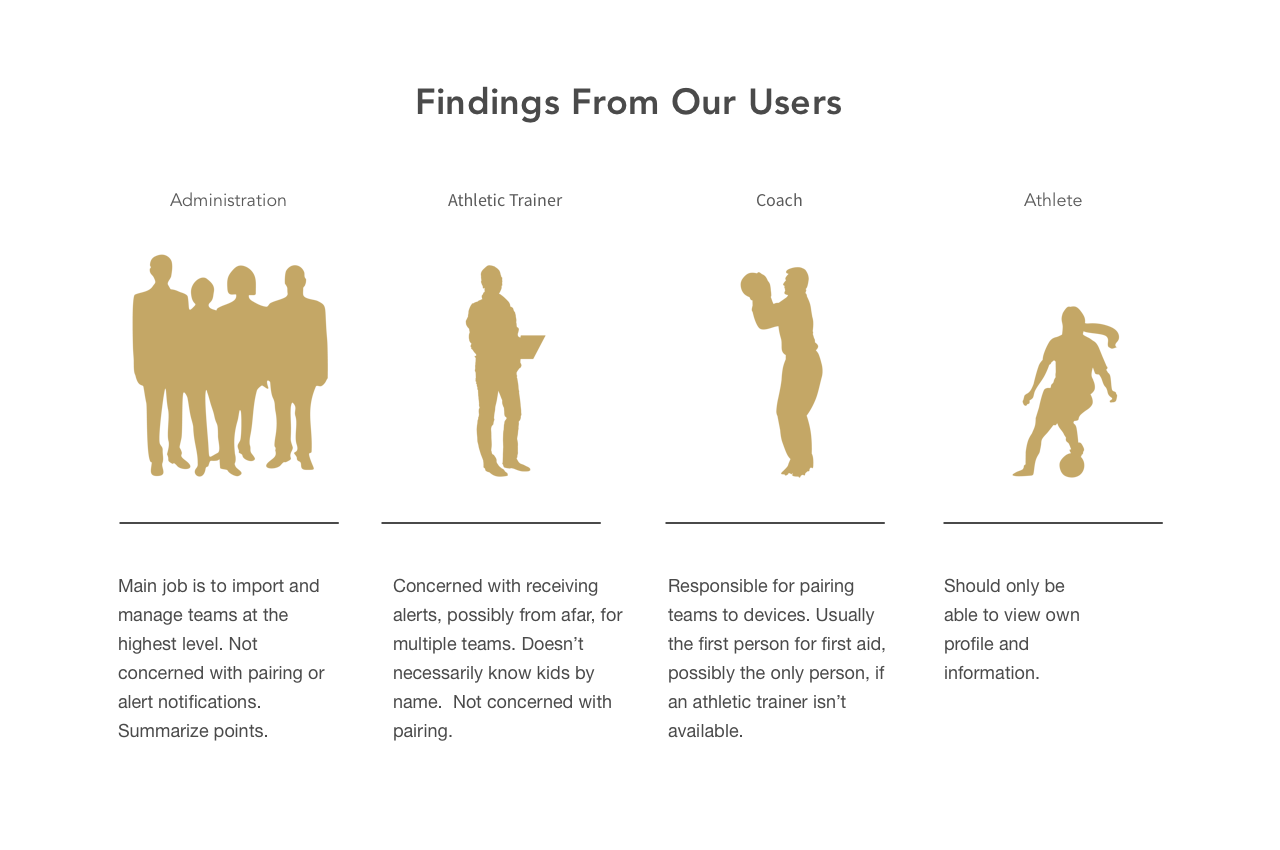 Findings From Our Users
Administration
Athletic Trainer
Coach
Athlete
Main job is to import and
manage teams at the
highest level. Not
concerned with pairing or
alert notifications.
Summarize points.
Concerned with receiving
alerts, possibly from afar, for
multiple teams. Doesn’t
necessarily know kids by
name.  Not concerned with
pairing.
Responsible for pairing
teams to devices. Usually
the first person for first aid,
possibly the only person, if
an athletic trainer isn’t
available.
Should only be
able to view own
profile and
information.